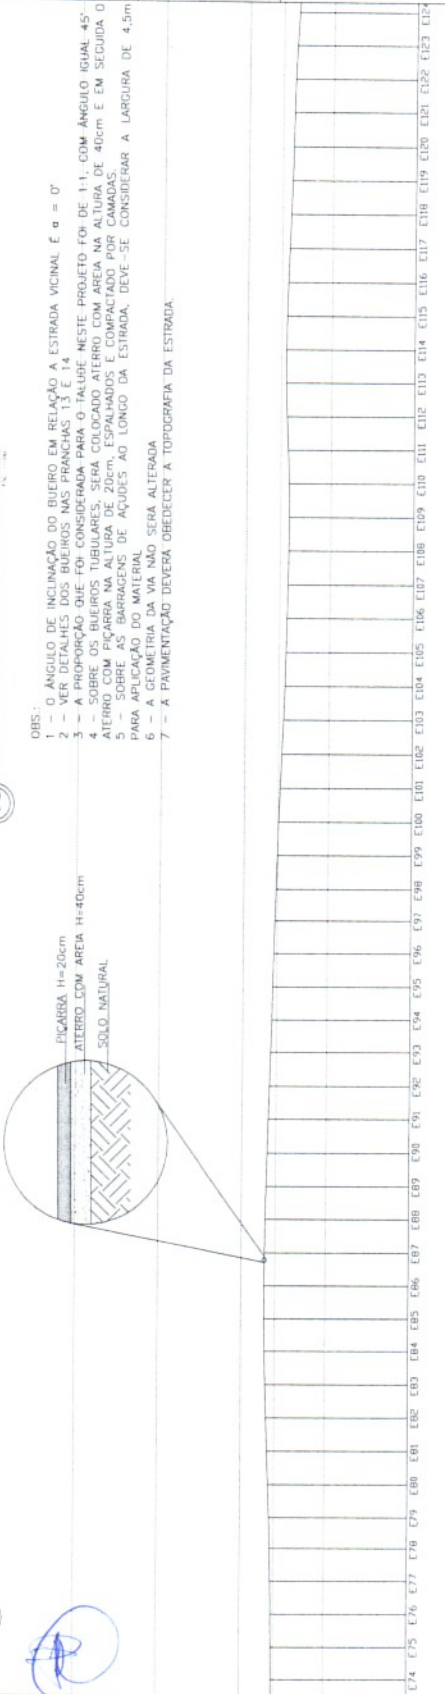 OBS.:
1 - O ÂNGULO DE INCLINAÇÃO DO BUEIRO EM RELAÇÃO A ESTRADA VICINAL É α = 0°
2 - VER DETALHES DOS BUEIROS NAS PRANCHAS 13 E 14
3 - A PROPORÇÃO QUE FOI CONSIDERADA PARA O TALUDE NESTE PROJETO FOI DE 1:1, COM ÂNGULO IGUAL 45°
4 - SOBRE OS BUEIROS TUBULARES, SERÁ COLOCADO ATERRO COM AREIA NA ALTURA DE 40cm E EM SEGUIDA O
ATERRO COM PIÇARRA NA ALTURA DE 20cm, ESPALHADOS E COMPACTADO POR CAMADAS.
5 - SOBRE AS BARRAGENS DE AÇUDES AO LONGO DA ESTRADA, DEVE-SE CONSIDERAR A LARGURA DE 4,5m
PARA APLICAÇÃO DO MATERIAL
6 - A GEOMETRIA DA VIA NÃO SERÁ ALTERADA
7 - A PAVIMENTAÇÃO DEVERÁ OBEDECER A TOPOGRAFIA DA ESTRADA.
PIÇARRA H=20cm
ATERRO COM AREIA H=40cm
SOLO NATURAL
E74 E75 E76 E77 E78 E79 E80 E81 E82 E83 E84 E85 E86 E87 E88 E89 E90 E91 E92 E93 E94 E95 E96 E97 E98 E99 E100 E101 E102 E103 E104 E105 E106 E107 E108 E109 E110 E111 E112 E113 E114 E115 E116 E117 E118 E119 E120 E121 E122 E123 E124